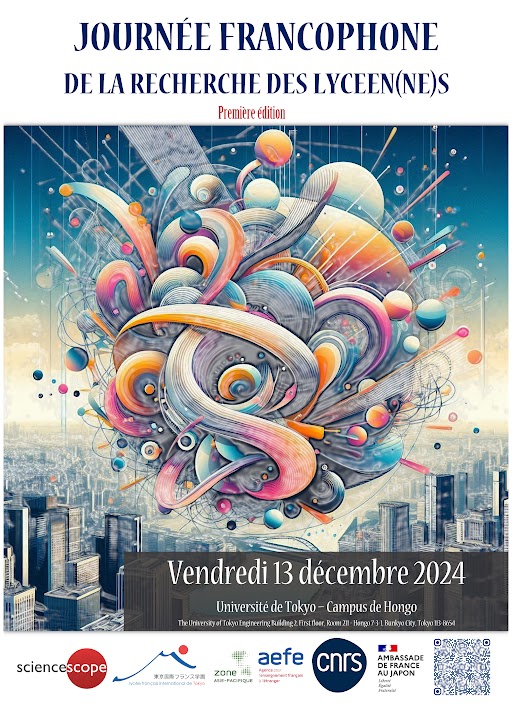 JOURNÉE FRANCOPHONE
DE LA RECHERCHE DES LYCEEN(NE)S
Première édition
Vendredi 13 décembre 2024
Université de Tokyo – Campus de Hongo
The University of Tokyo Engineering Building 2, First floor, Room 211 - Hongo 7-3-1, Bunkyo City, Tokyo 113-8654
sciencescope
東京国際フランス学園
Lycée français international de Tokyo
zone
ASIE-PACIFIQUE
aefe
Agence pour
l'enseignement français
à l'étranger
cnrs
AMBASSADE
DE FRANCE
AU JAPON
Liberté
Égalité
Fraternité